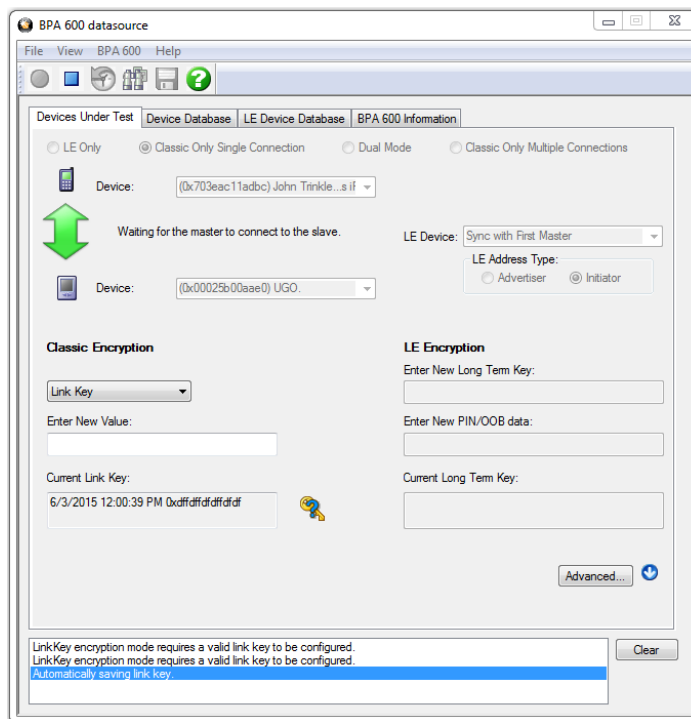 BPA 600 datasource
File View BPA 600 Help
Devices Under Test Device Database LE Device Database BPA 600 Information
LE Only Classic Only Single Connection Dual Mode Classic Only Multiple Connections
Device: (0x703eac11adbc) John Trinkle...s iF
Waiting for the master to connect to the slave.
LE Device: Sync with First Master
LE Address Type:
Advertiser Initiator
Device: (0x00025b00aae0) UGO.
Classic Encryption
LE Encryption
Enter New Long Term Key:
Link Key
Enter New Value:
Enter New PIN/OOB data:
Current Link Key:
Current Long Term Key:
6/3/2015 12:00:39 PM 0xdffdffdfdffdfdf
Advanced...
LinkKey encryption mode requires a valid link key to be configured.
LinkKey encryption mode requires a valid link key to be configured.
Automatically saving link key.
Clear